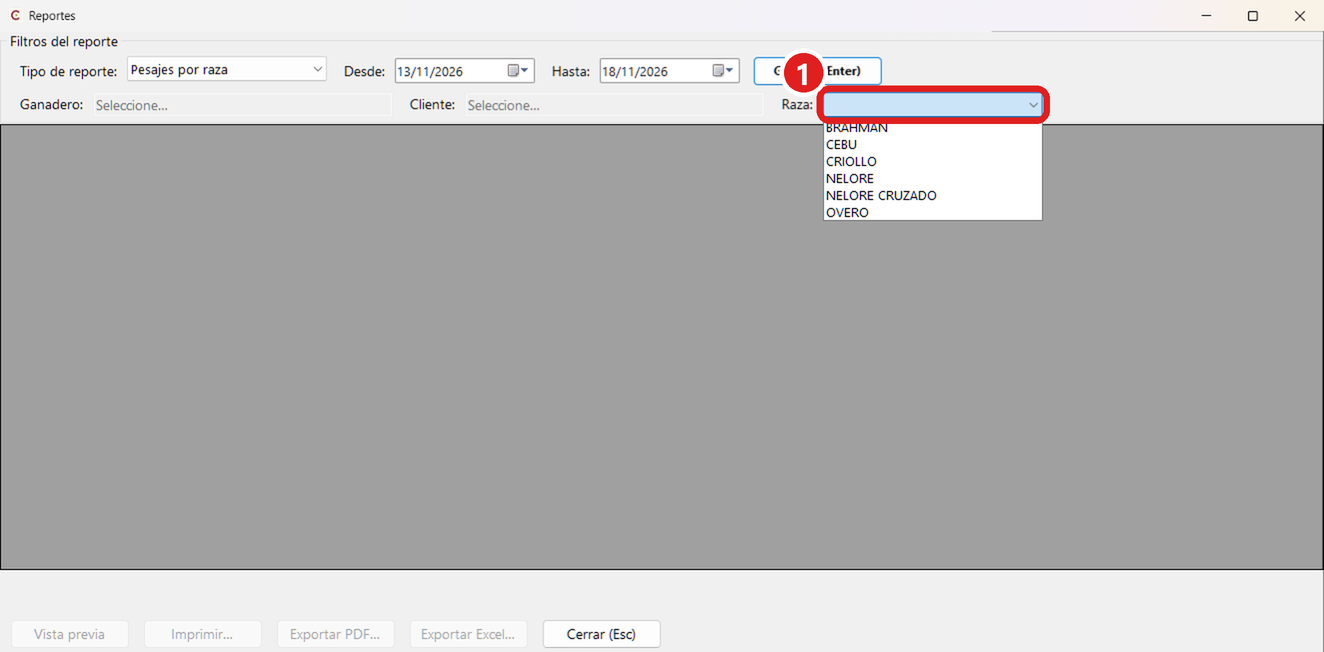 Reportes
Filtros del reporte
Tipo de reporte: Pesajes por raza Desde: 13/11/2026 Hasta: 18/11/2026 Enter)
1
Ganadero: Seleccione... Cliente: Seleccione... Raza:
BRAHMAN
CEBU
CRIOLLO
NELORE
NELORE CRUZADO
OVERO
Vista previa Imprimir... Exportar PDF... Exportar Excel... Cerrar (Esc)